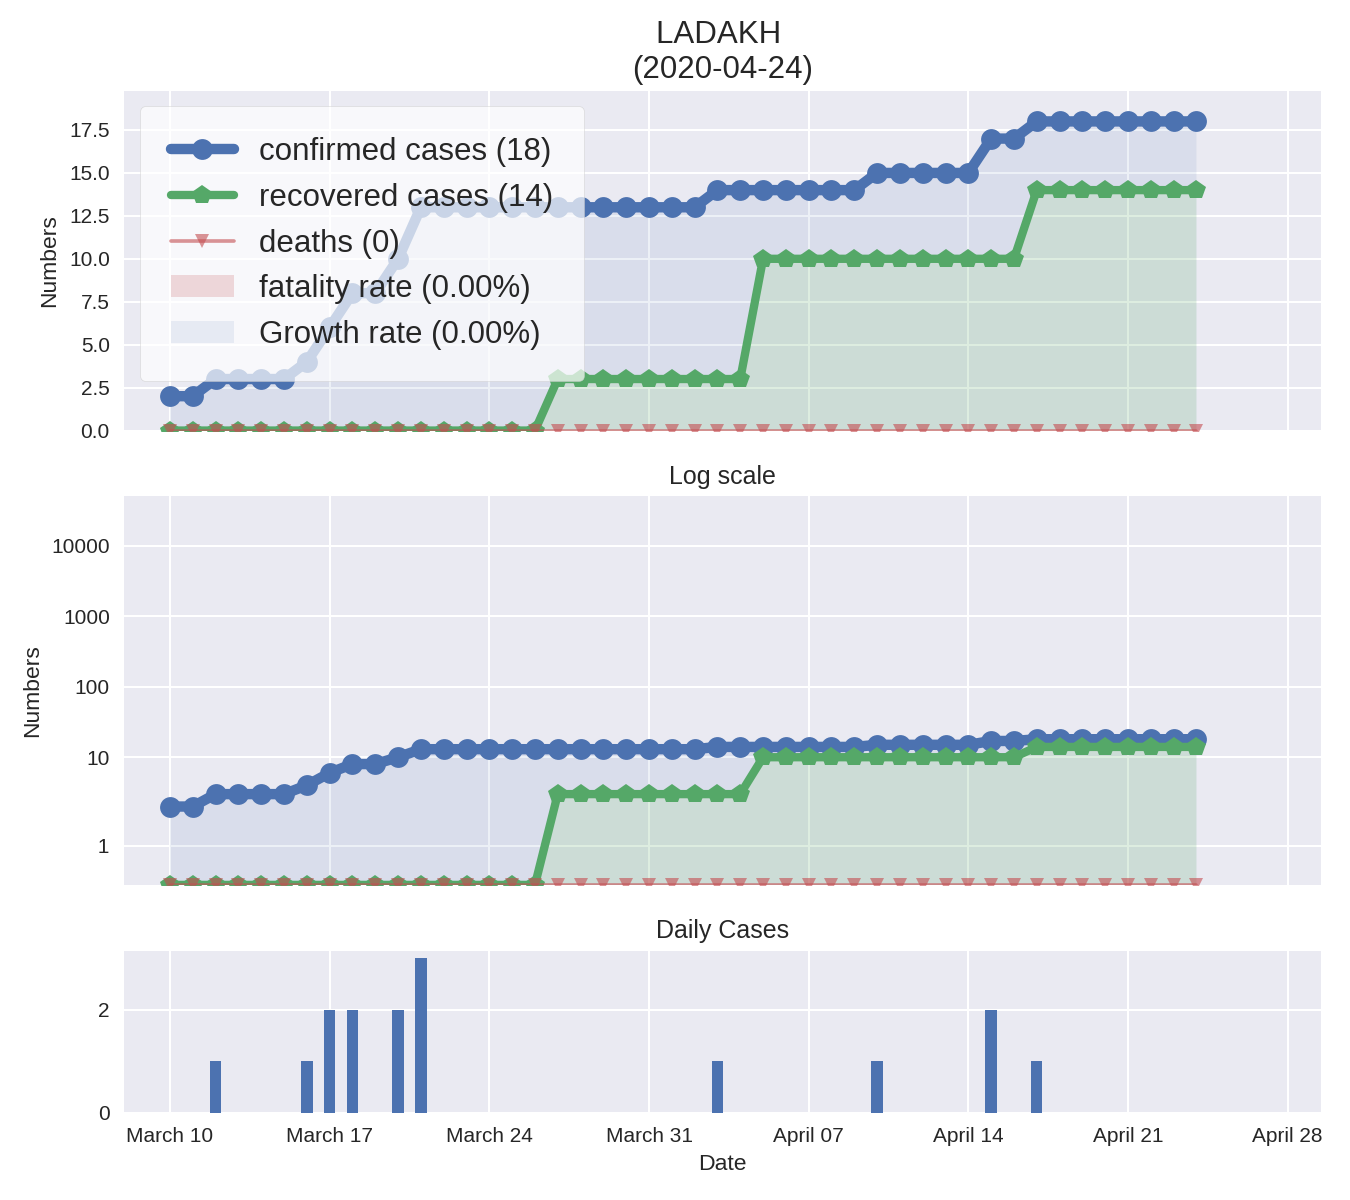 LADAKH
(2020-04-24)
17.5
15.0
12.5
10.0
7.5
5.0
2.5
0.0
Numbers
confirmed cases (18)
recovered cases (14)
deaths (0)
fatality rate (0.00%)
Growth rate (0.00%)
Log scale
10000
1000
100
10
1
Numbers
Daily Cases
2
0
March 10 March 17 March 24 March 31 April 07 April 14 April 21 April 28
Date